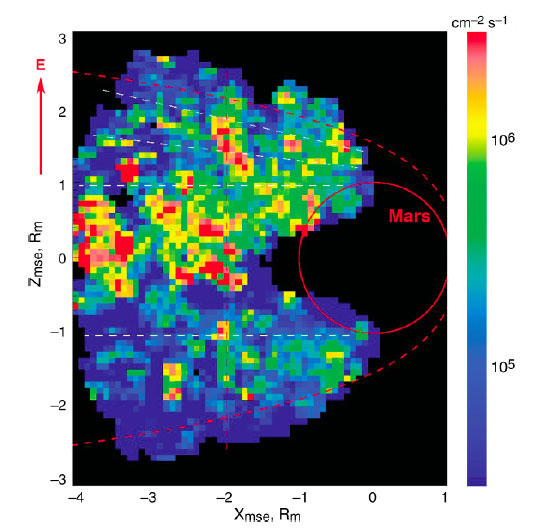 cm⁻² s⁻¹
3
E
2
10⁶
1
Mars
Zmse, Rm
0
−1
10⁵
−2
−3
−4 −3 −2 −1 0 1
Xmse, Rm